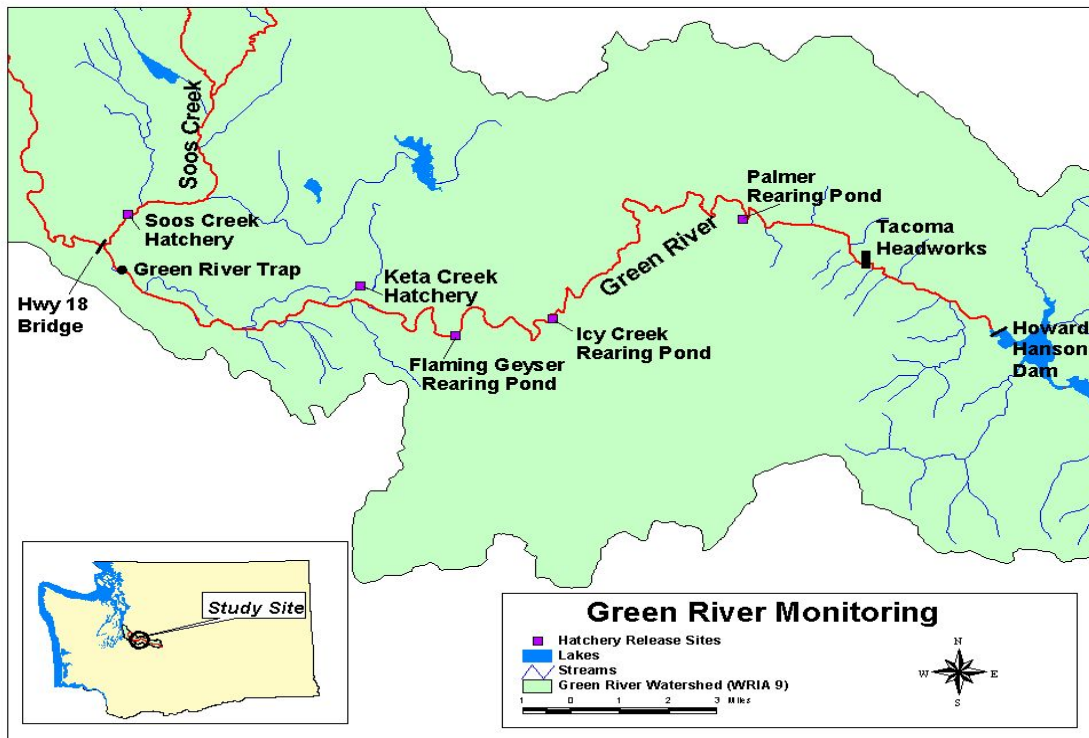 Soos Creek
Soos Creek
Hatchery
Green River Trap
Hwy 18
Bridge
Keta Creek
Hatchery
Flaming Geyser
Rearing Pond
Icy Creek
Rearing Pond
Green River
Palmer
Rearing Pond
Tacoma
Headworks
Howard
Hanson
Dam
Study Site
Green River Monitoring
Hatchery Release Sites
Lakes
Streams
Green River Watershed (WRIA 9)
1 0 1 2 3 Miles
N
W E
S